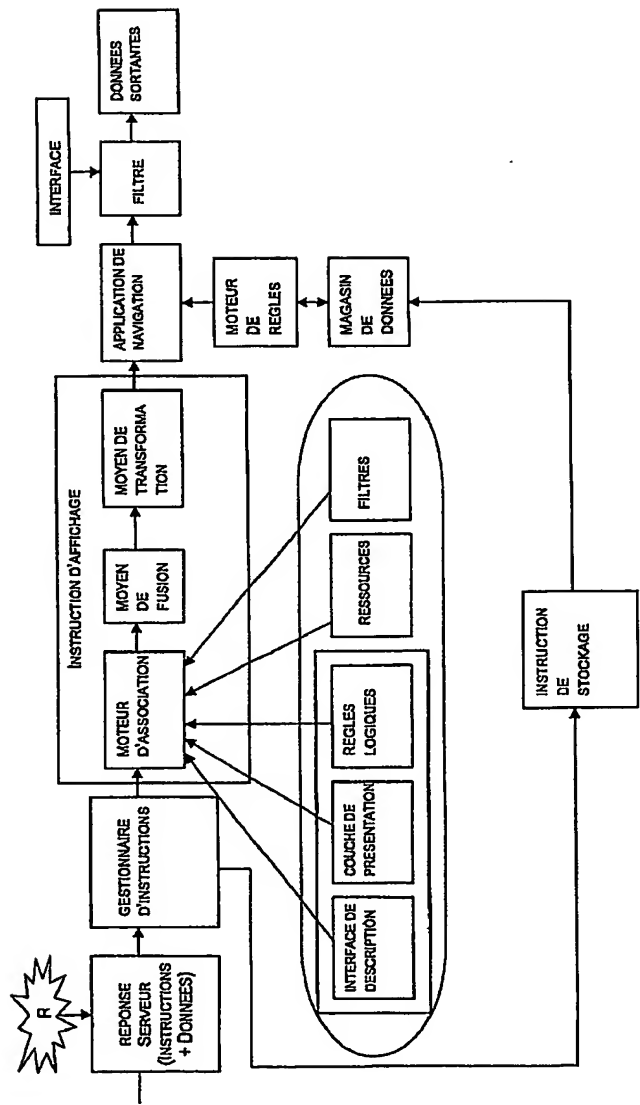 R
REPONSE
SERVEUR
(INSTRUCTIONS
+ DONNEES)
GESTIONNAIRE
D'INSTRUCTIONS
INSTRUCTION D'AFFICHAGE
MOTEUR
D'ASSOCIATION
MOYEN
DE
FUSION
MOYEN DE
TRANSFORMA
TION
APPLICATION DE
NAVIGATION
INTERFACE
FILTRE
DONNEES
SORTANTES
MOTEUR
DE
REGLES
MAGASIN
DE
DONNEES
INTERFACE DE
DESCRIPTION
COUCHE DE
PRESENTATION
REGLES
LOGIQUES
RESSOURCES
FILTRES
INSTRUCTION
DE
STOCKAGE